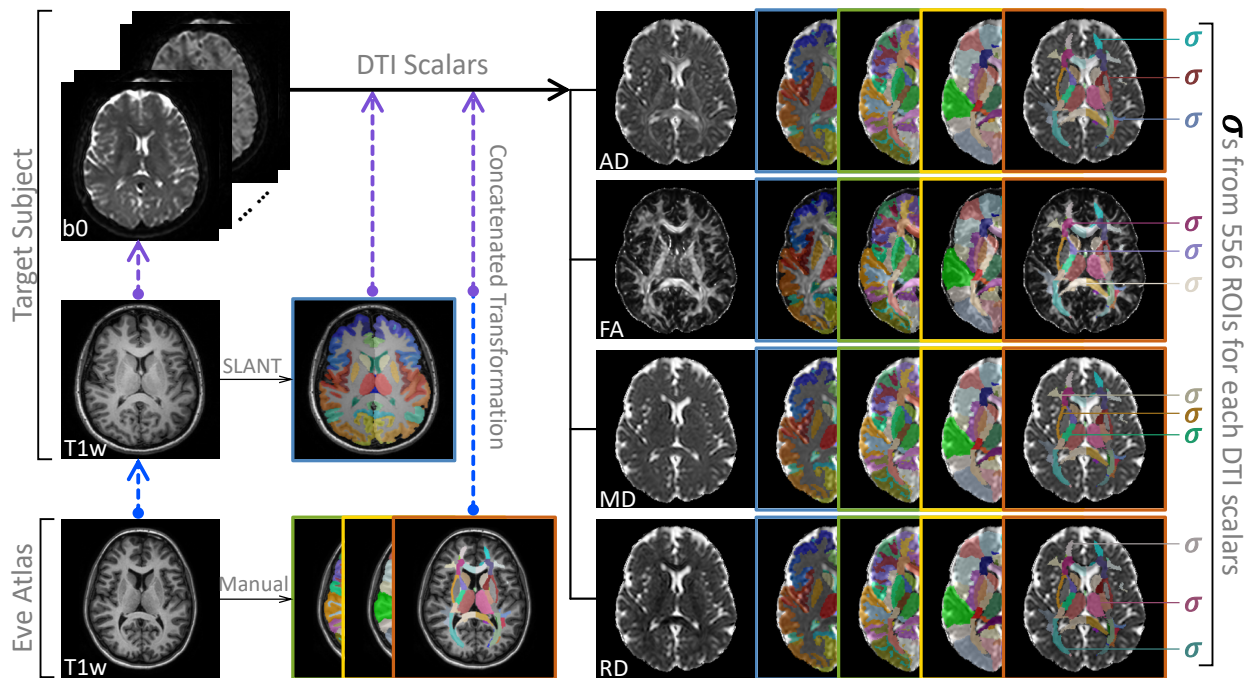 Target Subject
b0
DTI Scalars
Concatenated Transformation
T1w
SLANT
Eve Atlas
T1w
Manual
AD
σ
σ
σ
FA
σ
σ
σ
MD
σ
σ
σ
RD
σ
σ
σ
σs from 556 ROIs for each DTI scalars